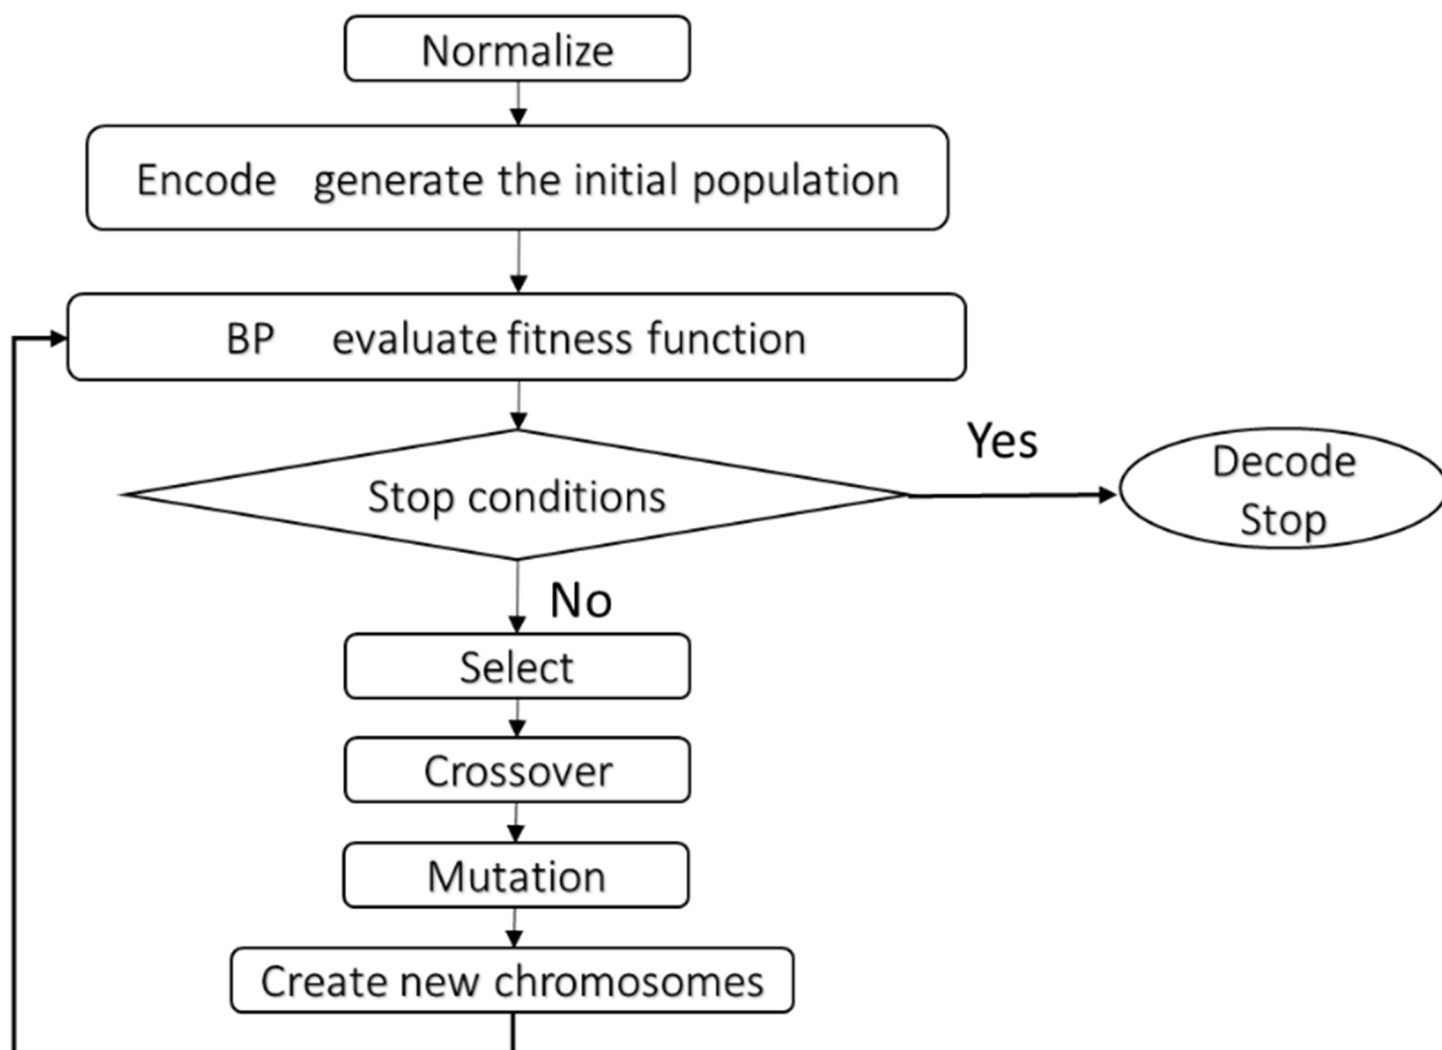 Normalize
Encode generate the initial population
BP evaluate fitness function
Yes
Stop conditions
Decode
Stop
No
Select
Crossover
Mutation
Create new chromosomes